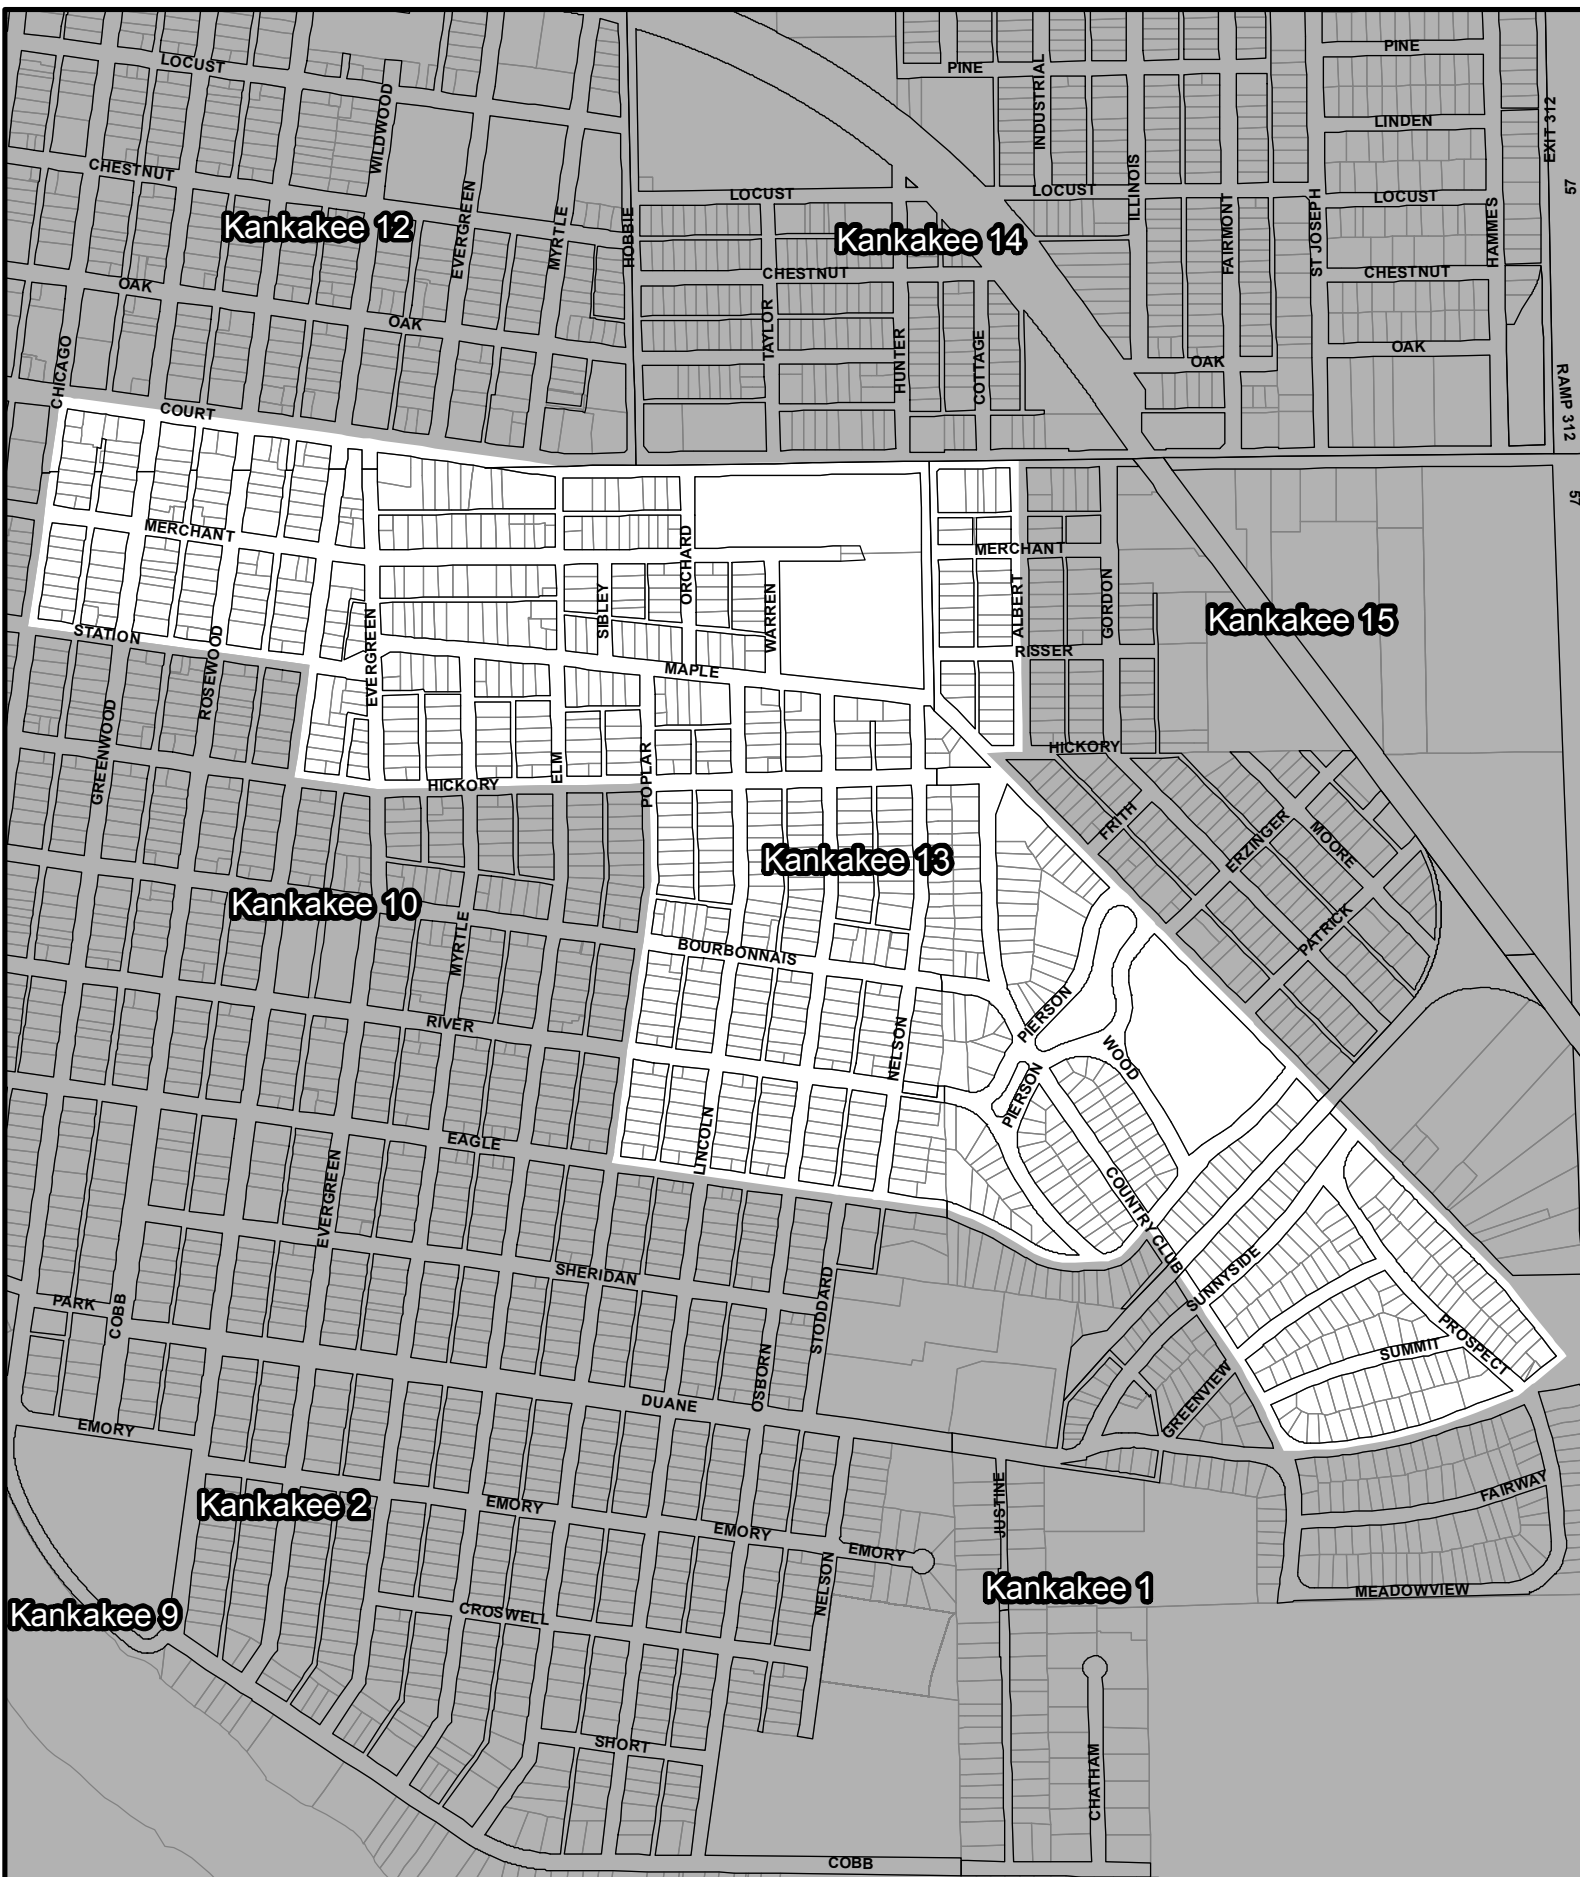 PINE
LOCUST
PINE
INDUSTRIAL
WILDWOOD
LINDEN
EXIT 312
CHESTNUT
57
LOCUST
LOCUST
ILLINOIS
LOCUST
Kankakee 12
EVERGREEN
MYRTLE
HOBBIE
Kankakee 14
FAIRMONT
ST JOSEPH
HAMMES
OAK
CHESTNUT
CHESTNUT
OAK
TAYLOR
HUNTER
COTTAGE
OAK
OAK
CHICAGO
RAMP 312
COURT
57
MERCHANT
ORCHARD
MERCHANT
SIBLEY
WARREN
ALBERT
GORDON
Kankakee 15
STATION
ROSEWOOD
EVERGREEN
MAPLE
RISSER
GREENWOOD
HICKORY
ELM
POPLAR
HICKORY
FRITH
ERZINGER
MOORE
Kankakee 13
Kankakee 10
MYRTLE
BOURBONNAIS
PATRICK
RIVER
NELSON
PIERSON
WOOD
PIERSON
EAGLE
LINCOLN
EVERGREEN
COUNTRY CLUB
SHERIDAN
SUNNYSIDE
PARK
COBB
STODDARD
PROSPECT
SUMMIT
OSBORN
DUANE
GREENVIEW
EMORY
JUSTINE
FAIRWAY
Kankakee 2
EMORY
EMORY
EMORY
NELSON
Kankakee 1
MEADOWVIEW
Kankakee 9
CROSWELL
SHORT
CHATHAM
COBB